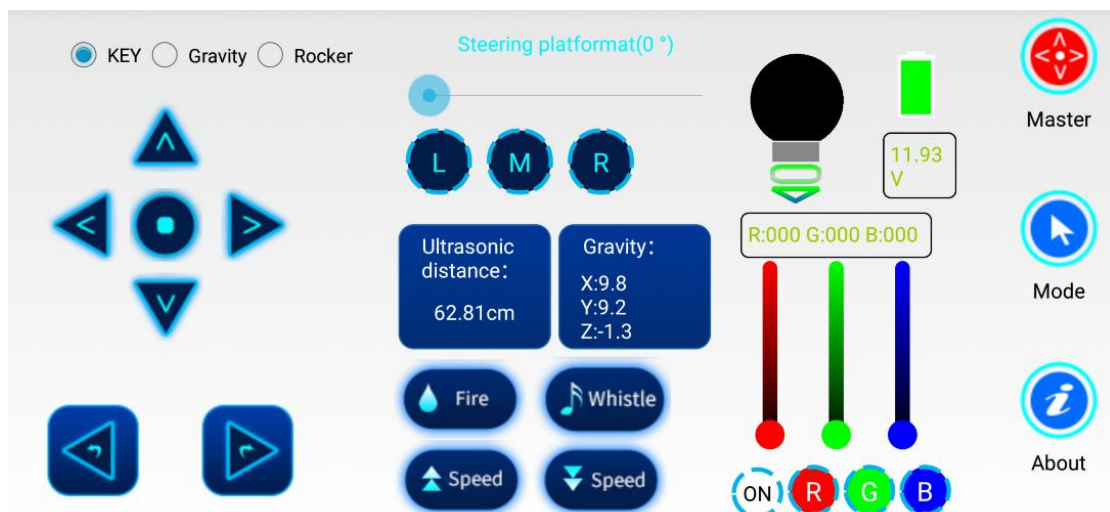 KEY
Gravity
Rocker
Steering platformat(0 °)
L
M
R
Ultrasonic
distance：
62.81cm
Gravity：
X:9.8
Y:9.2
Z:-1.3
Fire
Whistle
Speed
Speed
11.93
V
R:000 G:000 B:000
ON
R
G
B
Master
Mode
About